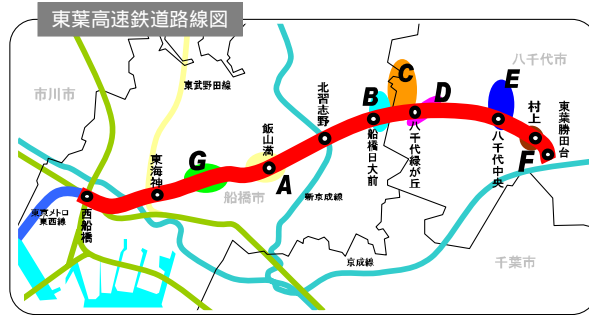 東葉高速鉄道路線図
八千代市
市川市
東武野田線
北習志野
C
D
E
B
村上
東葉勝田台
飯山満
船橋日大前
八千代緑が丘
八千代中央
F
東海神
G
A
船橋市
新京成線
東京メトロ
東西線
西船橋
京成線
千葉市